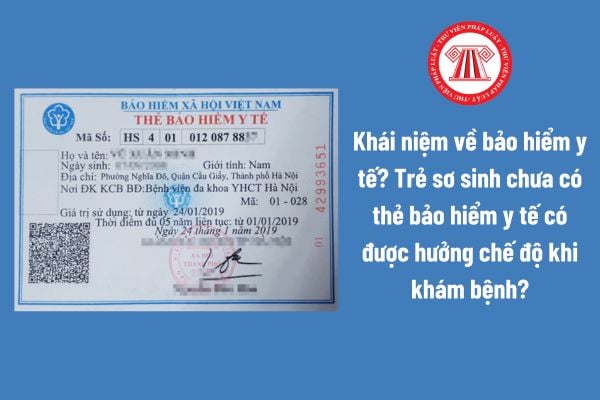 THƯ VIỆN PHÁP LUẬT
BẢO HIỂM XÃ HỘI VIỆT NAM
THẺ BẢO HIỂM Y TẾ
Mã Số: HS 4 01 012 087 88
Họ và tên:
Ngày sinh: Giới tính: Nam
Địa chỉ: Phường Nghĩa Đô, Quận Cầu Giấy, Thành phố Hà Nội
Nơi ĐK KCB BĐ: Bệnh viện đa khoa YHCT Hà Nội
Mã: 01 - 028
Giá trị sử dụng: từ ngày 24/01/2019
Thời điểm đủ 05 năm liên tục: từ 01/01/2019
Ngày 24 tháng 1 năm 2019
01 42993651
Khái niệm về bảo hiểm y
tế? Trẻ sơ sinh chưa có
thẻ bảo hiểm y tế có
được hưởng chế độ khi
khám bệnh?